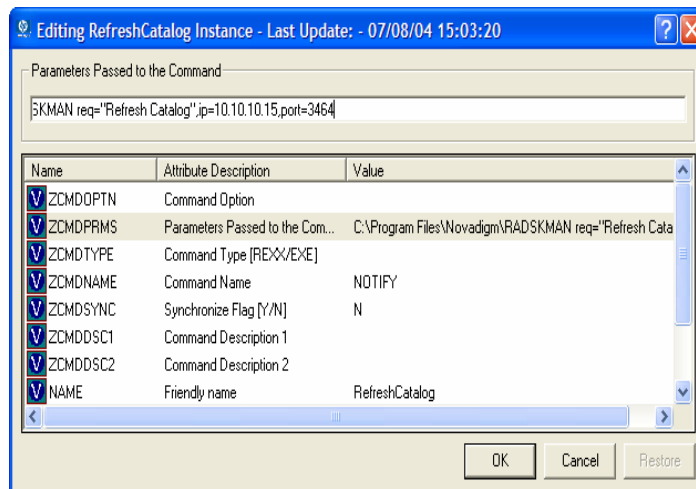 Editing RefreshCatalog Instance - Last Update: - 07/08/04 15:03:20
Parameters Passed to the Command
SKMAN req="Refresh Catalog",ip=10.10.10.15,port=3464
Name Attribute Description Value
V ZCMDOPTN Command Option
V ZCMDPRMS Parameters Passed to the Com... C:\Program Files\Novadigm\RADSKMAN req="Refresh Cata
V ZCMDTYPE Command Type [REXX/EXE]
V ZCMDNAME Command Name NOTIFY
V ZCMDSYNC Synchronize Flag [Y/N] N
V ZCMDDSC1 Command Description 1
V ZCMDDSC2 Command Description 2
V NAME Friendly name RefreshCatalog
OK Cancel Restore